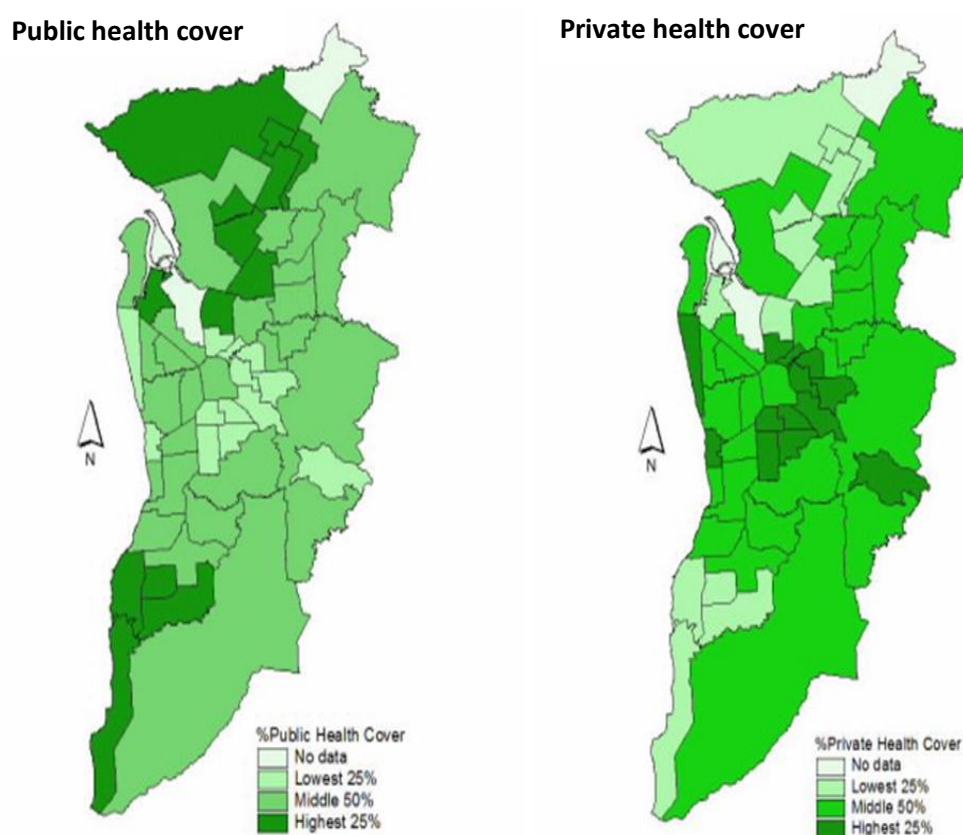 Public health cover
Private health cover
N
N
%Public Health Cover
No data
Lowest 25%
Middle 50%
Highest 25%
%Private Health Cover
No data
Lowest 25%
Middle 50%
Highest 25%